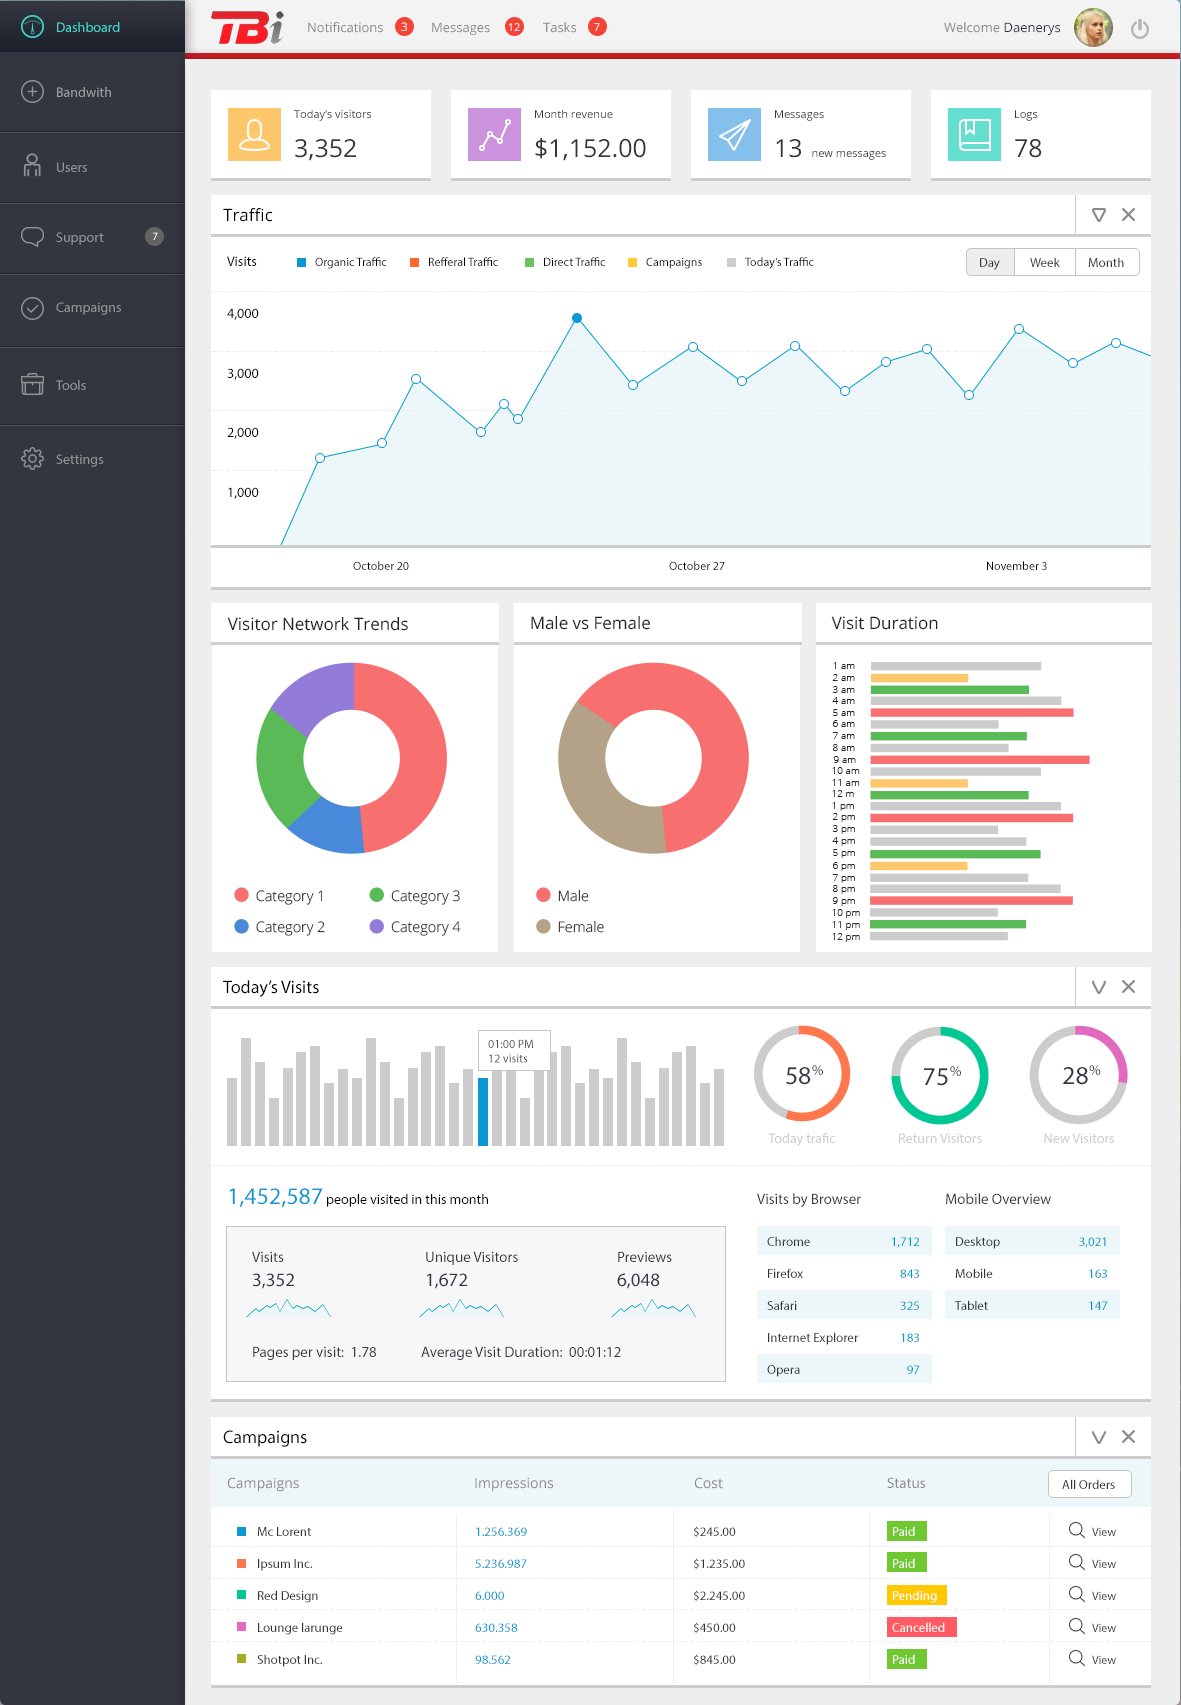 Dashboard
TBi
Notifications 3 Messages 12 Tasks 7
Welcome Daenerys
Bandwith
Users
Support 7
Campaigns
Tools
Settings
Today's visitors
3,352
Month revenue
$1,152.00
Messages
13 new messages
Logs
78
Traffic
Visits Organic Traffic Refferal Traffic Direct Traffic Campaigns Today's Traffic
Day Week Month
4,000
3,000
2,000
1,000
October 20 October 27 November 3
Visitor Network Trends
Category 1 Category 3
Category 2 Category 4
Male vs Female
Male
Female
Visit Duration
1 am
2 am
3 am
4 am
5 am
6 am
7 am
8 am
9 am
10 am
11 am
12 m
1 pm
2 pm
3 pm
4 pm
5 pm
6 pm
7 pm
8 pm
9 pm
10 pm
11 pm
12 pm
Today's Visits
01:00 PM
12 visits
58% 75% 28%
Today trafic Return Visitors New Visitors
1,452,587 people visited in this month
Visits Unique Visitors Previews
3,352 1,672 6,048
Pages per visit: 1.78 Average Visit Duration: 00:01:12
Visits by Browser
Chrome 1,712
Firefox 843
Safari 325
Internet Explorer 183
Opera 97
Mobile Overview
Desktop 3,021
Mobile 163
Tablet 147
Campaigns
Campaigns Impressions Cost Status All Orders
Mc Lorent 1.256.369 $245.00 Paid View
Ipsum Inc. 5.236.987 $1.235.00 Paid View
Red Design 6.000 $2.245.00 Pending View
Lounge larunge 630.358 $450.00 Cancelled View
Shotpot Inc. 98.562 $845.00 Paid View